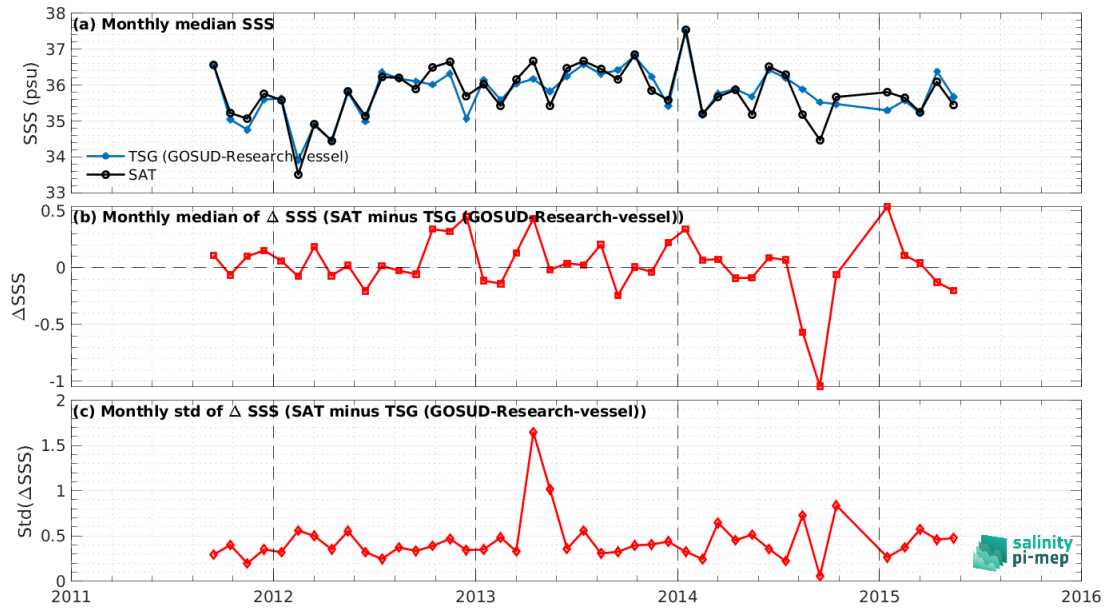 (a) Monthly median SSS
38
37
36
35
34
33
SSS (psu)
TSG (GOSUD-Research-vessel)
SAT
(b) Monthly median of Δ SSS (SAT minus TSG (GOSUD-Research-vessel))
0.5
0
-0.5
-1
ΔSSS
(c) Monthly std of Δ SSS (SAT minus TSG (GOSUD-Research-vessel))
2
1.5
1
0.5
0
Std(ΔSSS)
salinity
pi-mep
2011 2012 2013 2014 2015 2016